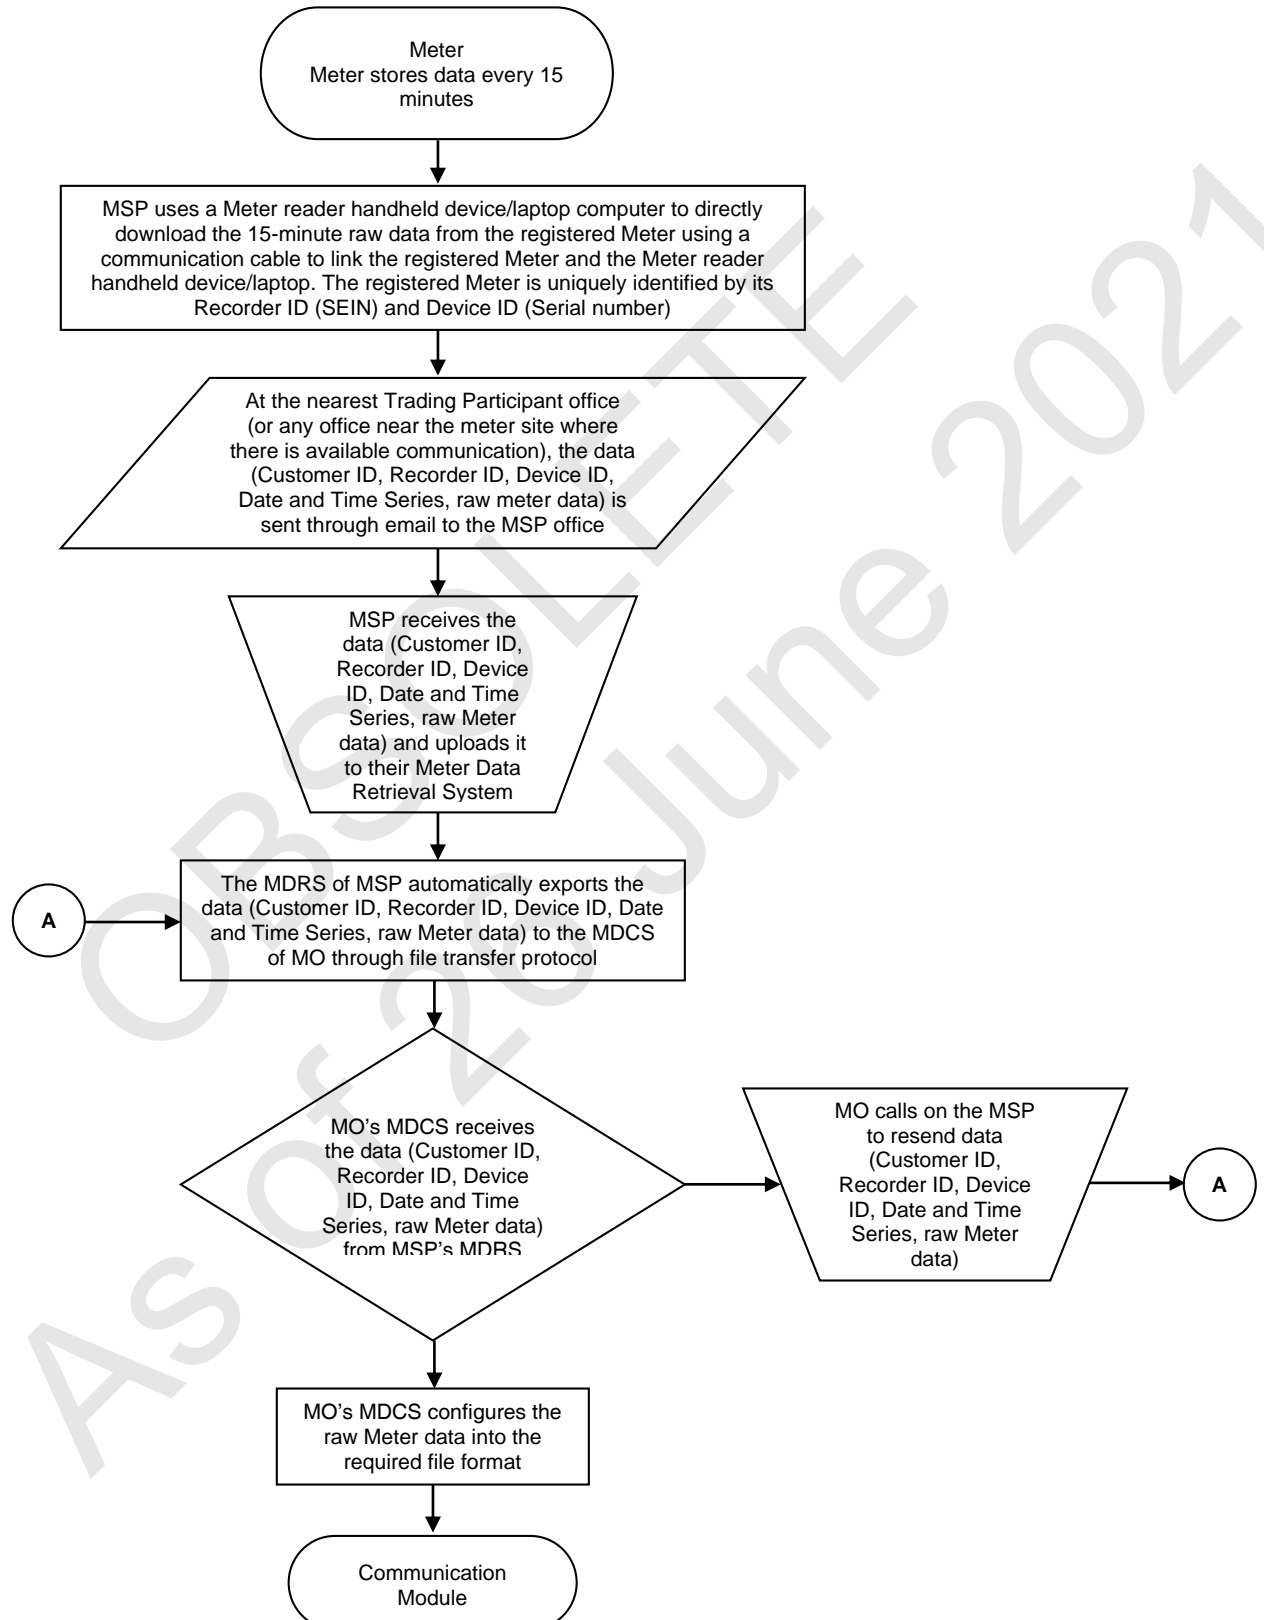 Meter
Meter stores data every 15
minutes
MSP uses a Meter reader handheld device/laptop computer to directly
download the 15-minute raw data from the registered Meter using a
communication cable to link the registered Meter and the Meter reader
handheld device/laptop. The registered Meter is uniquely identified by its
Recorder ID (SEIN) and Device ID (Serial number)
At the nearest Trading Participant office
(or any office near the meter site where
there is available communication), the data
(Customer ID, Recorder ID, Device ID,
Date and Time Series, raw meter data) is
sent through email to the MSP office
MSP receives the
data (Customer ID,
Recorder ID, Device
ID, Date and Time
Series, raw Meter
data) and uploads it
to their Meter Data
Retrieval System
A
The MDRS of MSP automatically exports the
data (Customer ID, Recorder ID, Device ID, Date
and Time Series, raw Meter data) to the MDCS
of MO through file transfer protocol
MO's MDCS receives
the data (Customer ID,
Recorder ID, Device
ID, Date and Time
Series, raw Meter data)
from MSP's MDRS
MO calls on the MSP
to resend data
(Customer ID,
Recorder ID, Device
ID, Date and Time
Series, raw Meter
data)
A
MO's MDCS configures the
raw Meter data into the
required file format
Communication
Module
OBSOLETE
As of 26 June 2021